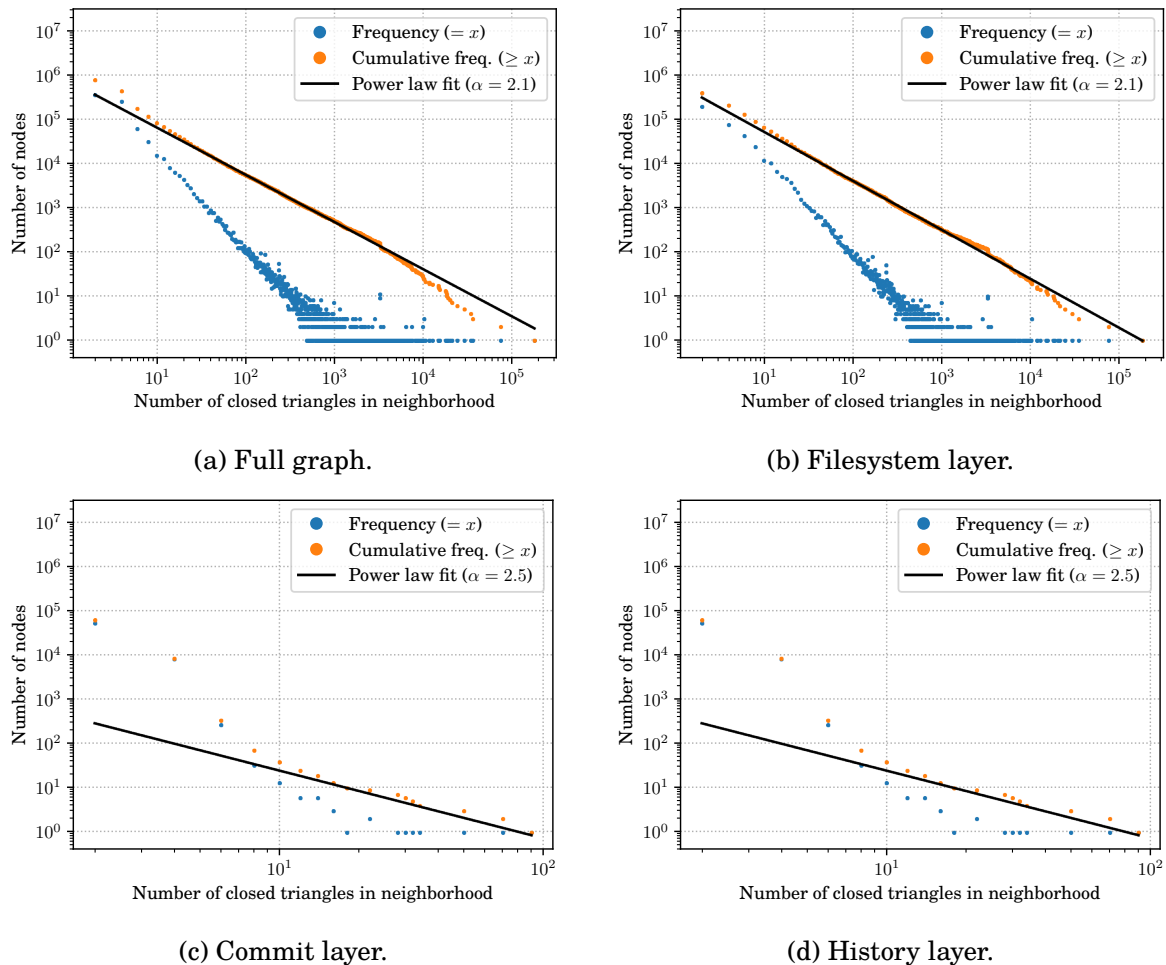 Number of nodes
10^7
10^6
10^5
10^4
10^3
10^2
10^1
10^0
Frequency (= x)
Cumulative freq. (≥ x)
Power law fit (α = 2.1)
10^1 10^2 10^3 10^4 10^5
Number of closed triangles in neighborhood
(a) Full graph.
Number of nodes
10^7
10^6
10^5
10^4
10^3
10^2
10^1
10^0
Frequency (= x)
Cumulative freq. (≥ x)
Power law fit (α = 2.1)
10^1 10^2 10^3 10^4 10^5
Number of closed triangles in neighborhood
(b) Filesystem layer.
Number of nodes
10^7
10^6
10^5
10^4
10^3
10^2
10^1
10^0
Frequency (= x)
Cumulative freq. (≥ x)
Power law fit (α = 2.5)
10^1 10^2
Number of closed triangles in neighborhood
(c) Commit layer.
Number of nodes
10^7
10^6
10^5
10^4
10^3
10^2
10^1
10^0
Frequency (= x)
Cumulative freq. (≥ x)
Power law fit (α = 2.5)
10^1 10^2
Number of closed triangles in neighborhood
(d) History layer.